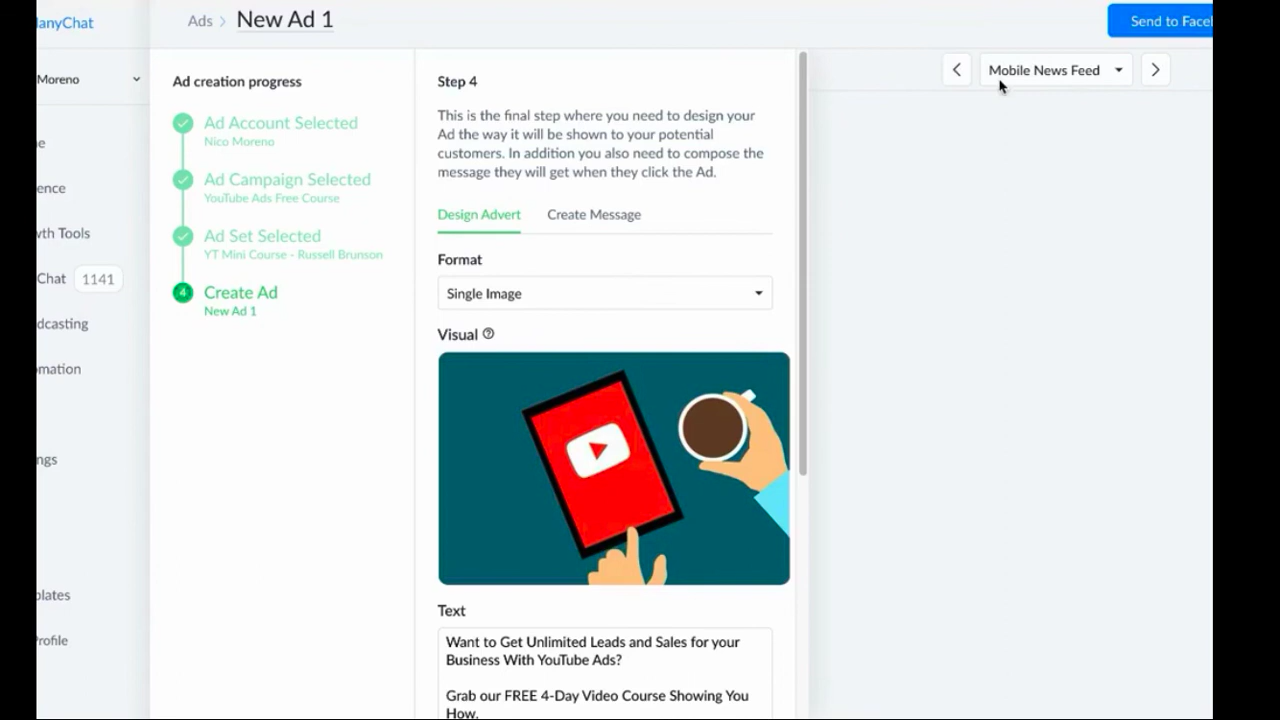 anyChat
Ads > New Ad 1
Send to Face
Moreno
Mobile News Feed
Ad creation progress
Ad Account Selected
Nico Moreno
Ad Campaign Selected
YouTube Ads Free Course
Ad Set Selected
YT Mini Course - Russell Brunson
4 Create Ad
New Ad 1
Step 4
This is the final step where you need to design your
Ad the way it will be shown to your potential
customers. In addition you also need to compose the
message they will get when they click the Ad.
Design Advert Create Message
Format
Single Image
Visual
Text
Want to Get Unlimited Leads and Sales for your
Business With YouTube Ads?
Grab our FREE 4-Day Video Course Showing You
How.
e
ence
wth Tools
Chat 1141
dcasting
omation
ngs
plates
Profile